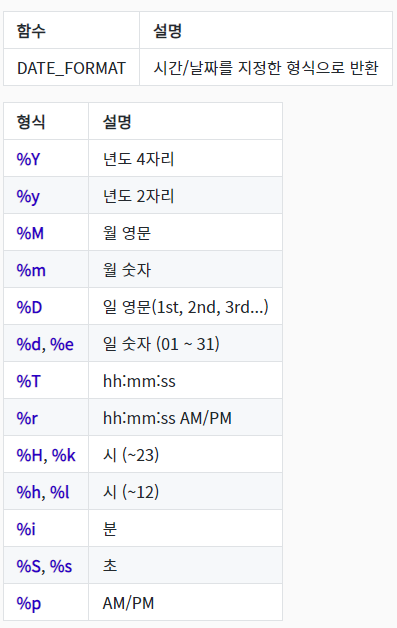 함수 설명
DATE_FORMAT 시간/날짜를 지정한 형식으로 반환
형식 설명
%Y 년도 4자리
%y 년도 2자리
%M 월 영문
%m 월 숫자
%D 일 영문(1st, 2nd, 3rd...)
%d, %e 일 숫자 (01 ~ 31)
%T hh:mm:ss
%r hh:mm:ss AM/PM
%H, %k 시 (~23)
%h, %l 시 (~12)
%i 분
%S, %s 초
%p AM/PM